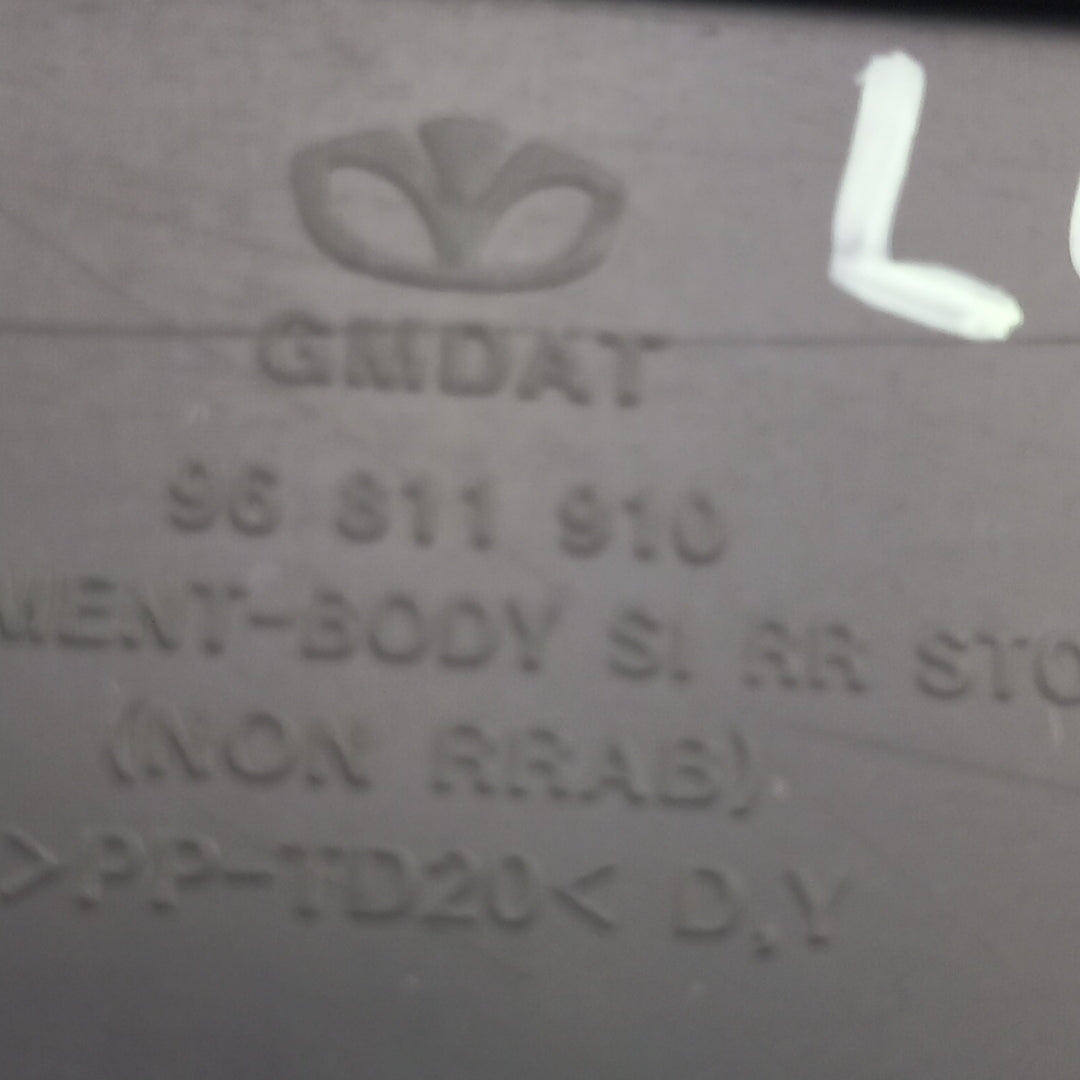 L
GMDAT
96 811 910
MENT-BODY SI RR STO
(NON RRAB)
>PP-TD20< D.Y